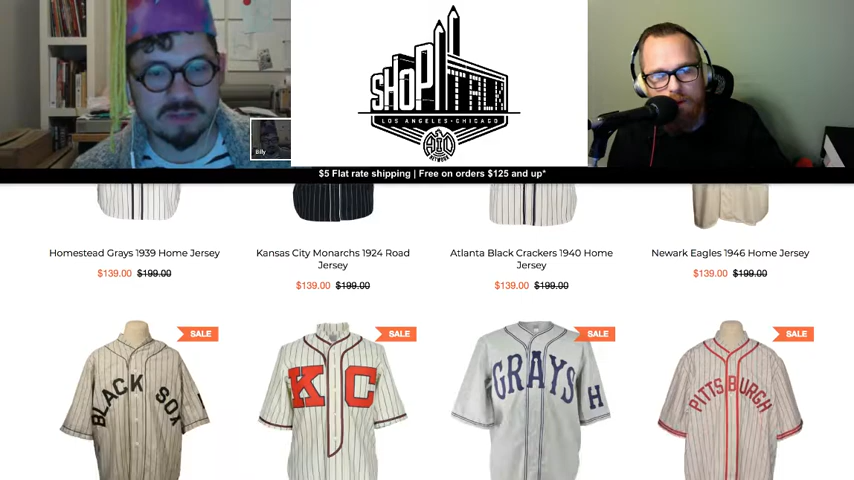 SHOP TALK
LOS ANGELES • CHICAGO
AIN
NETWORK
Billy
$5 Flat rate shipping | Free on orders $125 and up*
Homestead Grays 1939 Home Jersey
$139.00 $199.00
Kansas City Monarchs 1924 Road
Jersey
$139.00 $199.00
Atlanta Black Crackers 1940 Home
Jersey
$139.00 $199.00
Newark Eagles 1946 Home Jersey
$139.00 $199.00
SALE
BLACK SOX
SALE
K C
SALE
GRAYS
H
SALE
PITTSBURGH